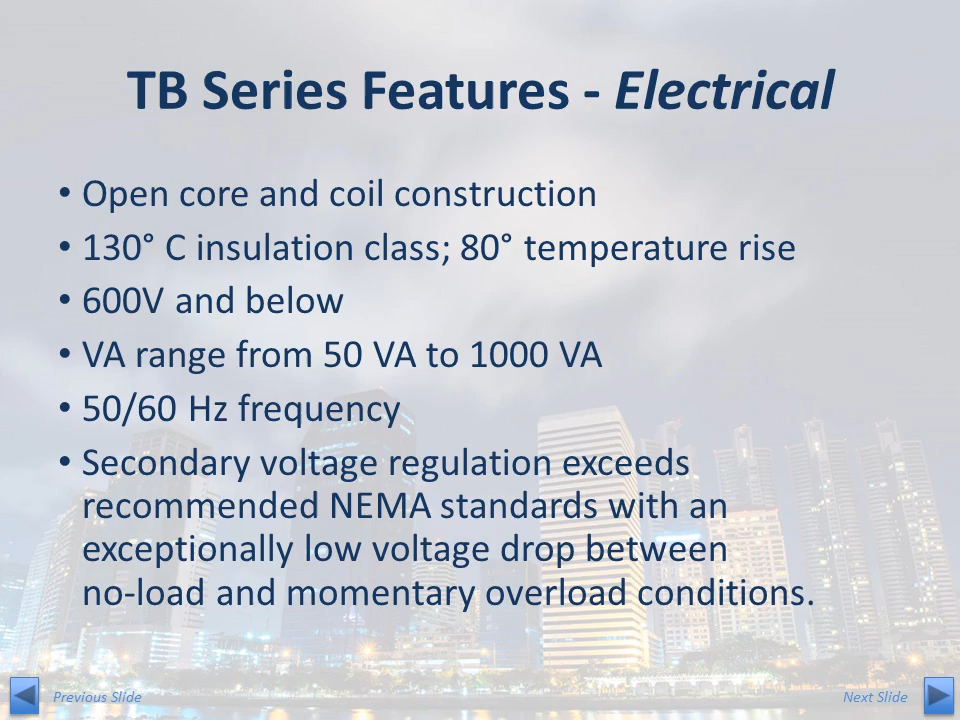 TB Series Features - Electrical
• Open core and coil construction
• 130° C insulation class; 80° temperature rise
• 600V and below
• VA range from 50 VA to 1000 VA
• 50/60 Hz frequency
• Secondary voltage regulation exceeds
recommended NEMA standards with an
exceptionally low voltage drop between
no-load and momentary overload conditions.
Previous Slide
Next Slide